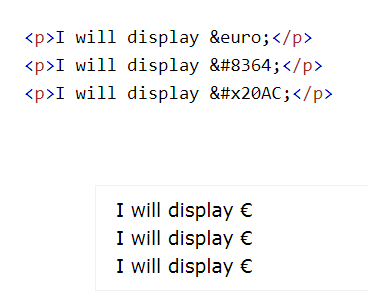 <p>I will display &euro;</p>
<p>I will display &#8364;</p>
<p>I will display &#x20AC;</p>
I will display €
I will display €
I will display €